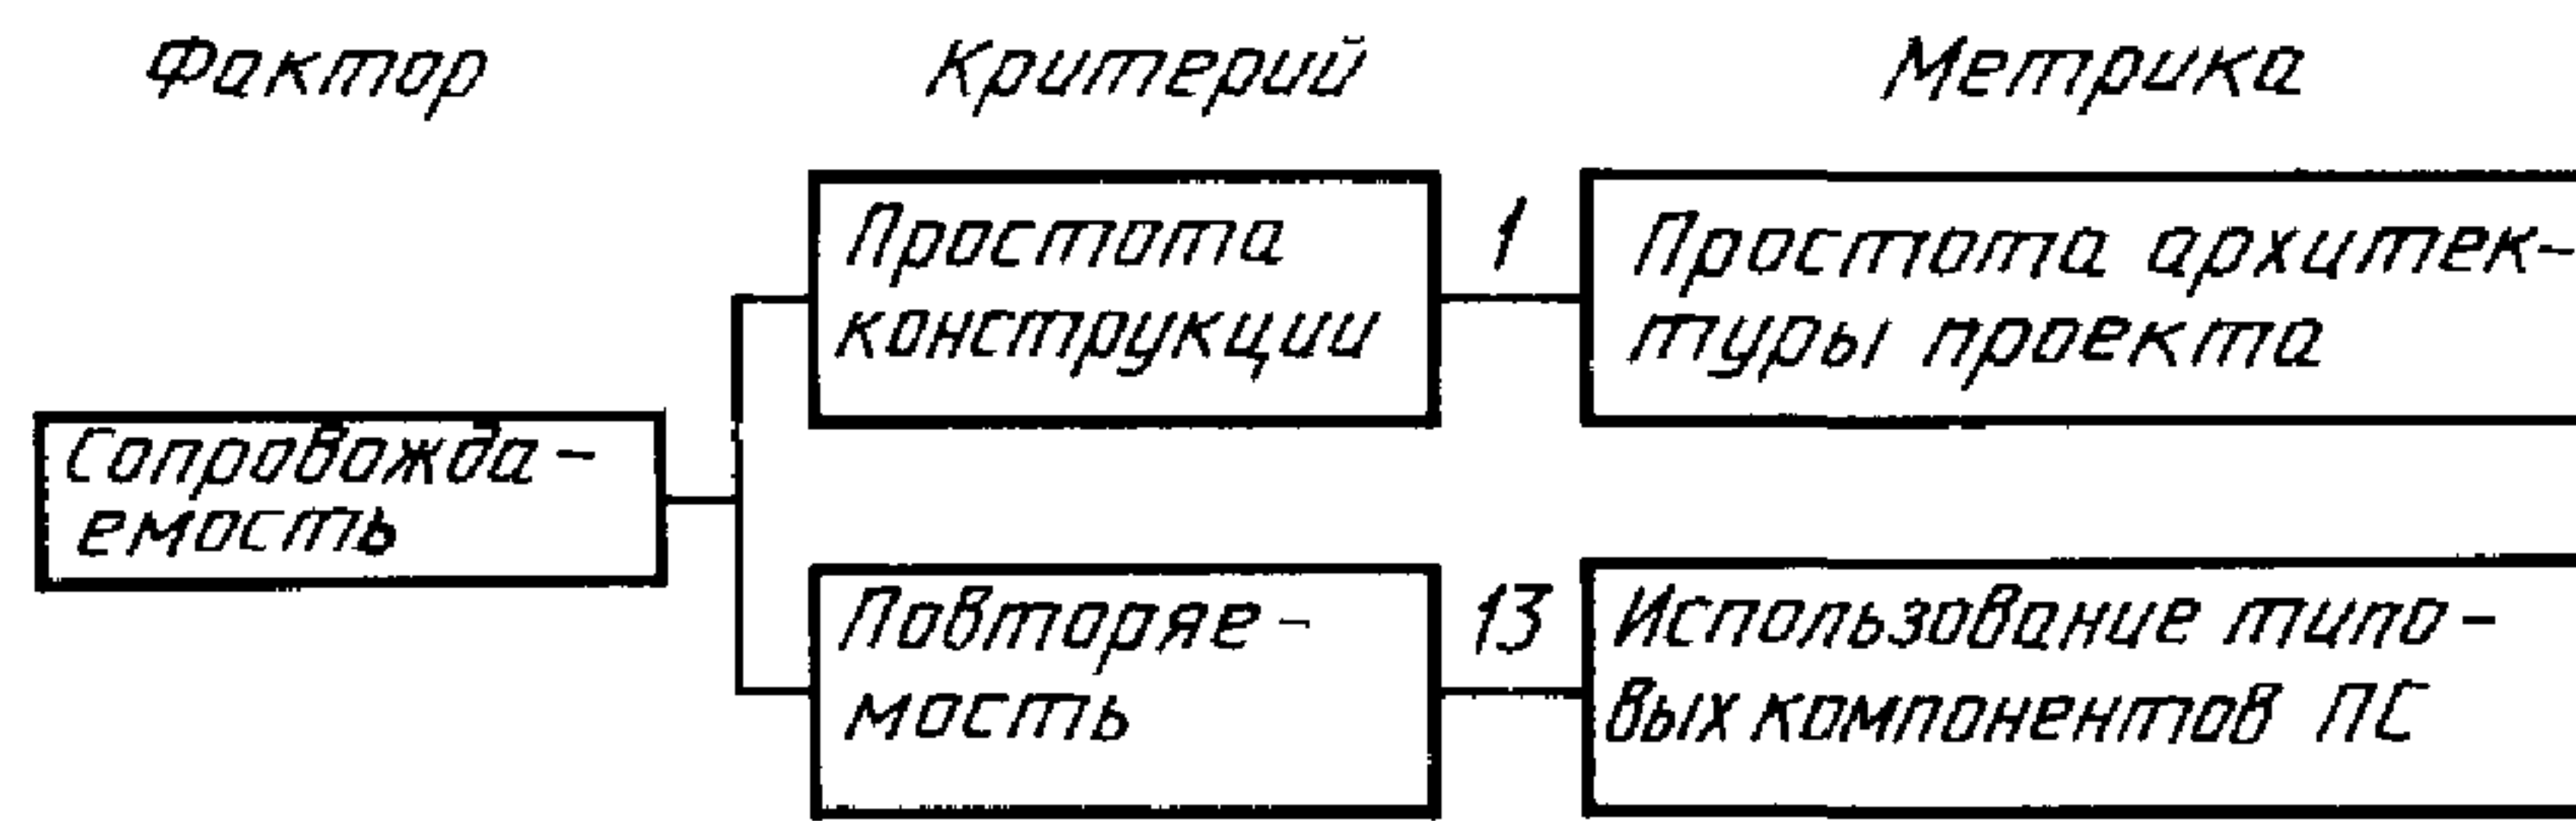 Фактор Критерий Метрика
Простота
конструкции
1
Простота архитек-
туры проекта
Сопровожда-
емость
Повторяе-
мость
13
Использование типо-
вых компонентов ПС